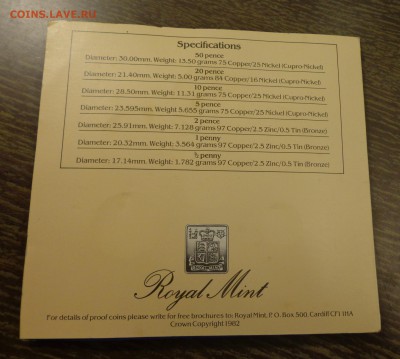 COINS.LAVE.RU
Specifications
50 pence
Diameter: 30.00mm. Weight: 13.50 grams 75 Copper/25 Nickel (Cupro-Nickel)
20 pence
Diameter: 21.40mm. Weight: 5.00 grams 84 Copper/16 Nickel (Cupro-Nickel)
10 pence
Diameter: 28.50mm. Weight: 11.31 grams 75 Copper/25 Nickel (Cupro-Nickel)
5 pence
Diameter: 23.595mm. Weight 5.655 grams 75 Copper/25 Nickel (Cupro-Nickel)
2 pence
Diameter: 25.91mm. Weight: 7.128 grams 97 Copper/2.5 Zinc/0.5 Tin (Bronze)
1 penny
Diameter: 20.32mm. Weight: 3.564 grams 97 Copper/2.5 Zinc/0.5 Tin (Bronze)
½ penny
Diameter: 17.14mm. Weight: 1.782 grams 97 Copper/2.5 Zinc/0.5 Tin (Bronze)
Royal Mint
For details of proof coins please write for free brochures to: Royal Mint, P.O. Box 500, Cardiff CF1 1HA
Crown Copyright 1982